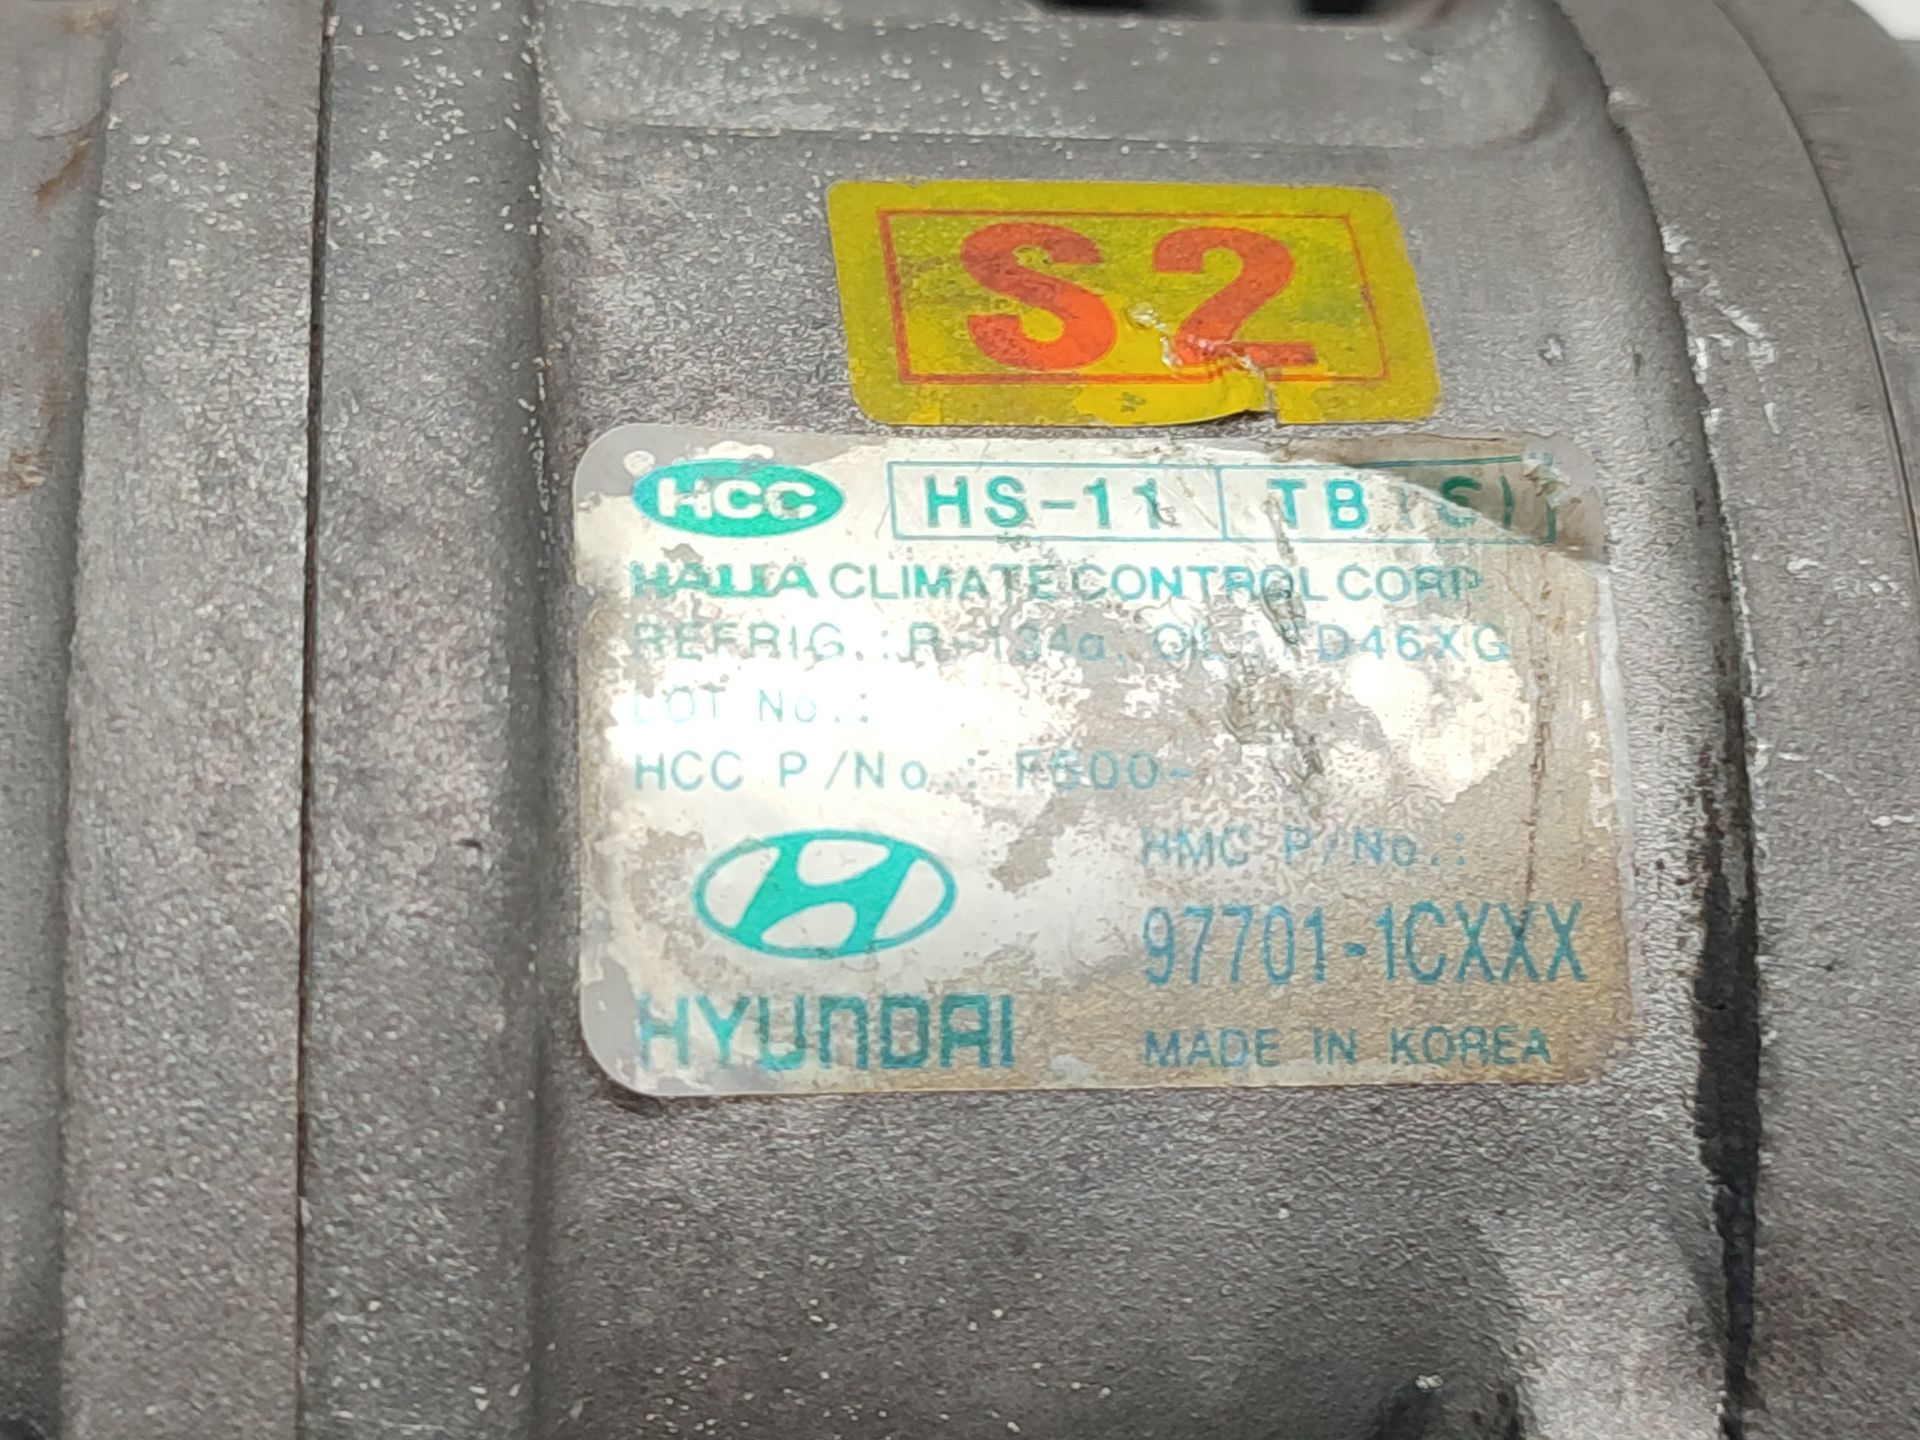 S2
HCC HS-11 TB(S)
HALLA CLIMATE CONTROL CORP.
REFRIG.: R-134a, OIL: FD46XG
LOT No.:
HCC P/No.: F500-
HMC P/No.:
97701-1CXXX
HYUNDAI
MADE IN KOREA